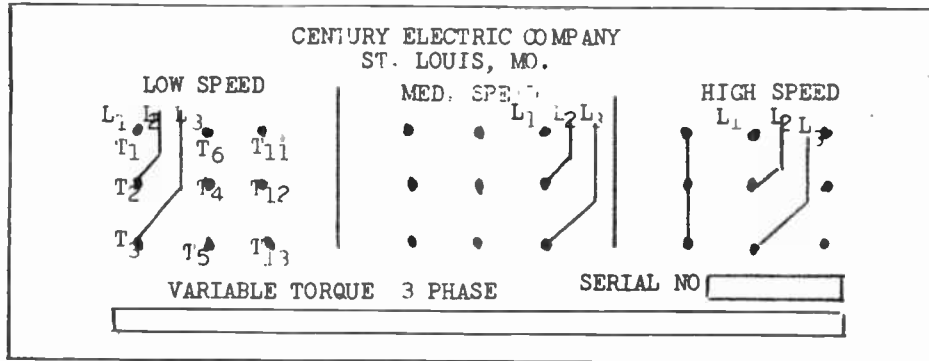 CENTURY ELECTRIC COMPANY
ST. LOUIS, MO.
LOW SPEED
MED. SPEED
HIGH SPEED
L1 L2 L3
L1 L2 L3
L1 L2 L3
T1 T6 T11
T2 T4 T12
T3 T5 T13
VARIABLE TORQUE 3 PHASE
SERIAL NO